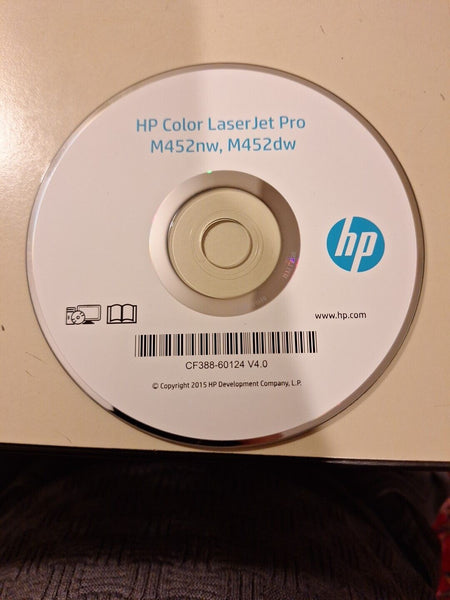 HP Color LaserJet Pro
M452nw, M452dw
hp
www.hp.com
CF388-60124 V4.0
© Copyright 2015 HP Development Company, L.P.